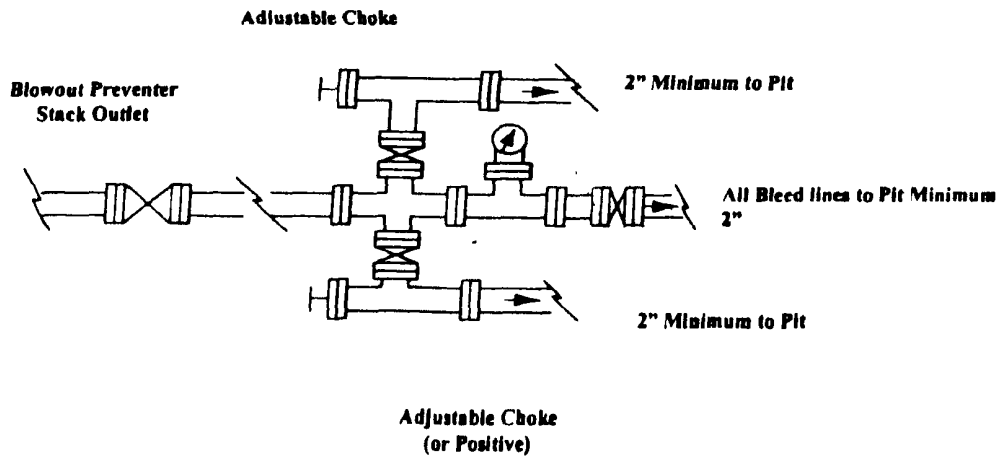 Adjustable Choke
Blowout Preventer
Stack Outlet
2" Minimum to Pit
All Bleed lines to Pit Minimum
2"
2" Minimum to Pit
Adjustable Choke
(or Positive)